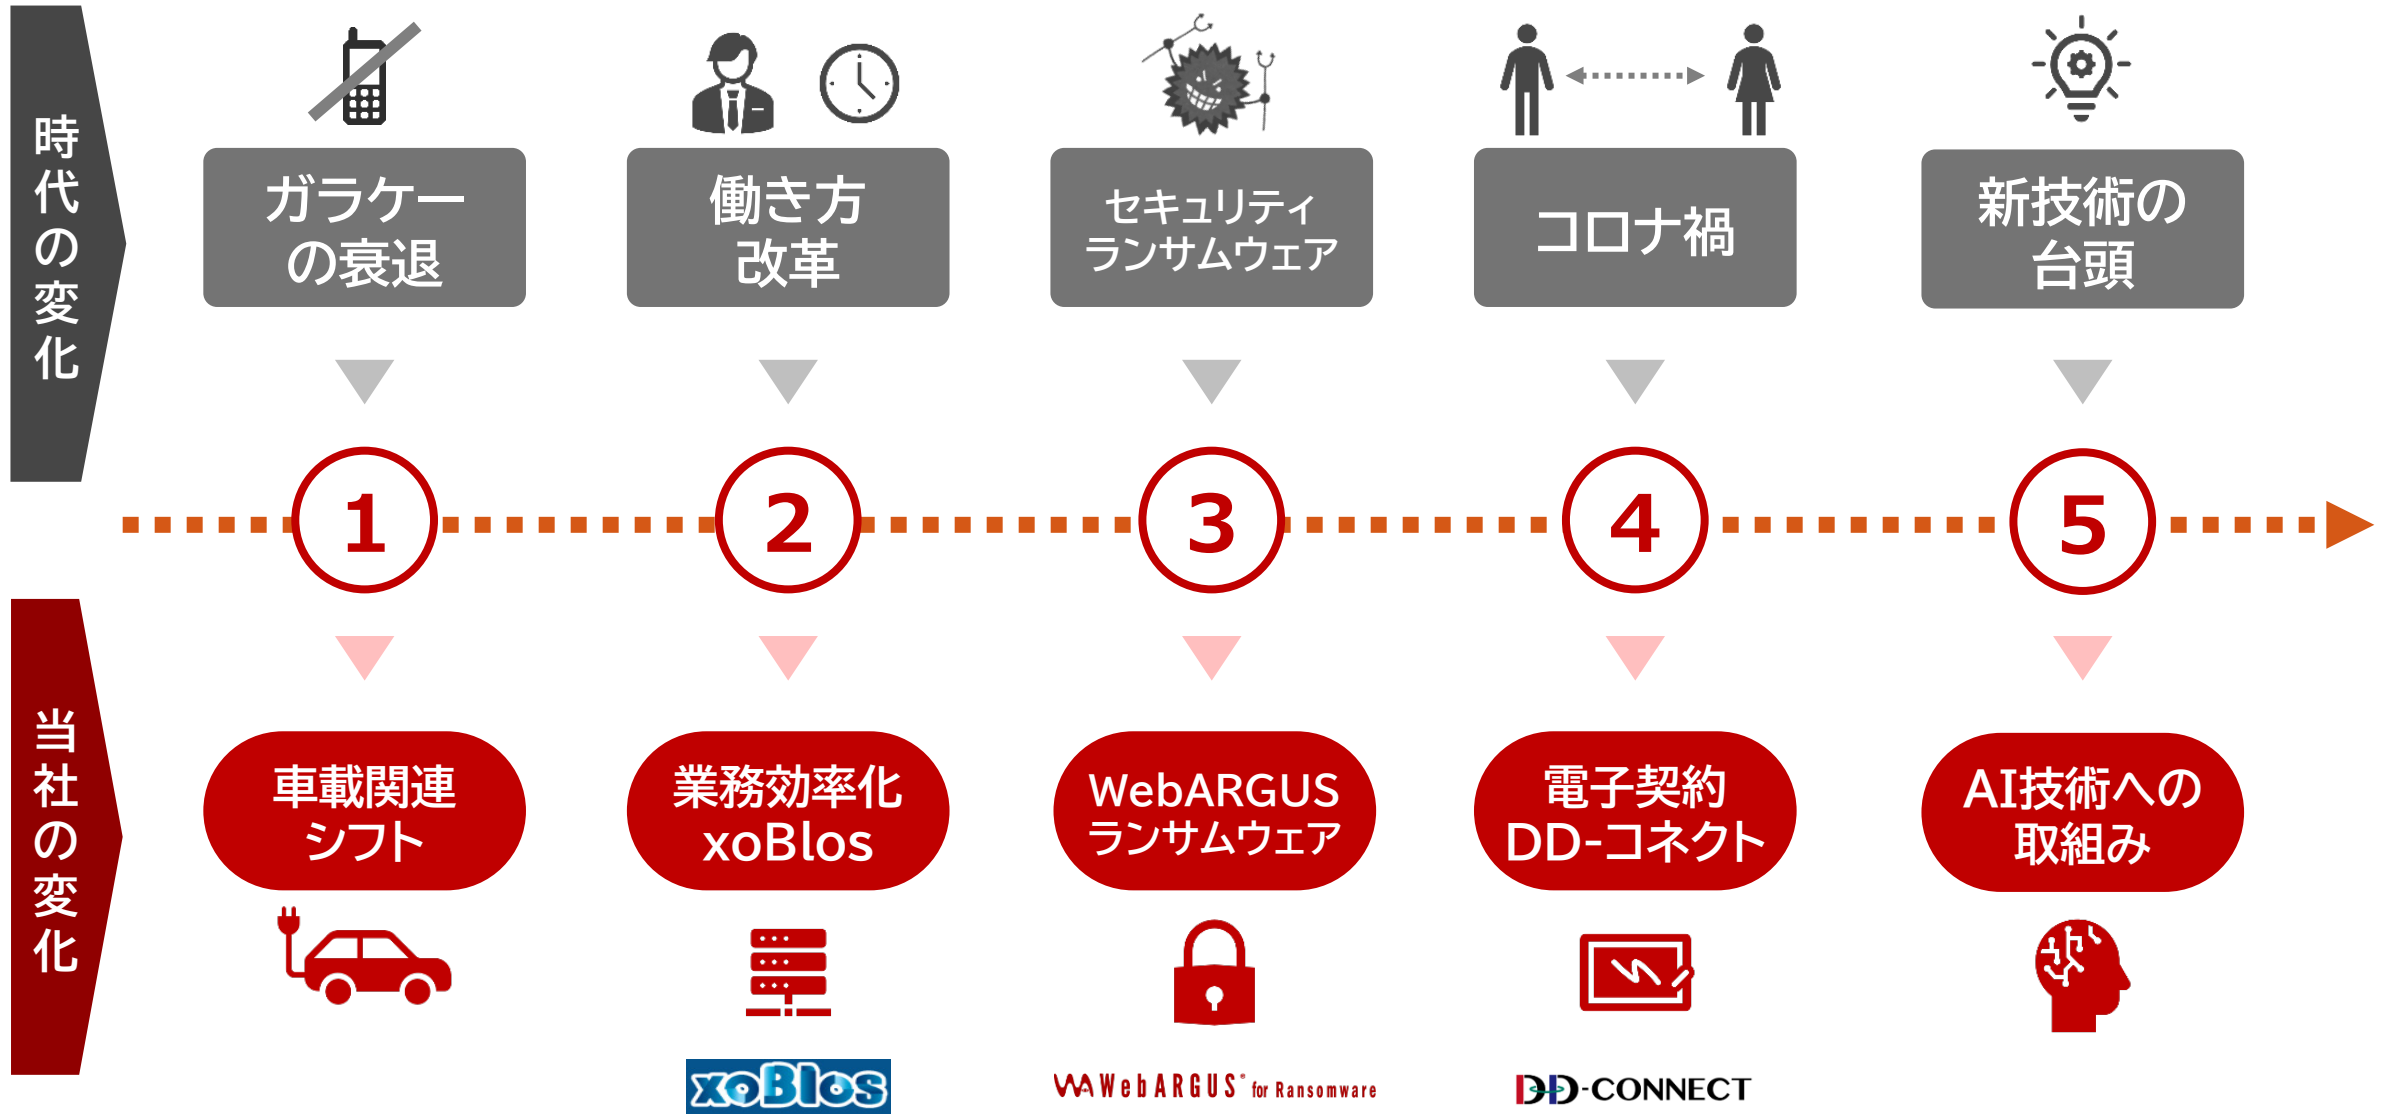 時代の変化
ガラケー
の衰退
働き方
改革
セキュリティ
ランサムウェア
コロナ禍
新技術の
台頭
1
2
3
4
5
当社の変化
車載関連
シフト
業務効率化
xoBlos
WebARGUS
ランサムウェア
電子契約
DD-コネクト
AI技術への
取組み
xoBlos
WebARGUS® for Ransomware
DD-CONNECT